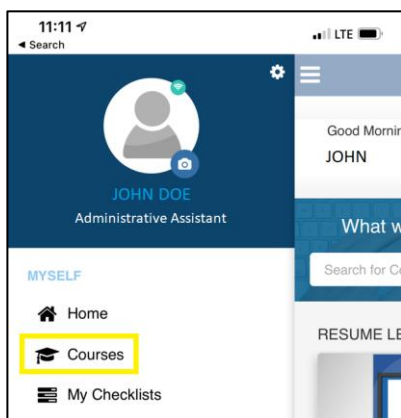 11:11
LTE
◀ Search
JOHN DOE
Administrative Assistant
MYSELF
Home
Courses
My Checklists
Good Mornin
JOHN
What w
Search for Co
RESUME LE